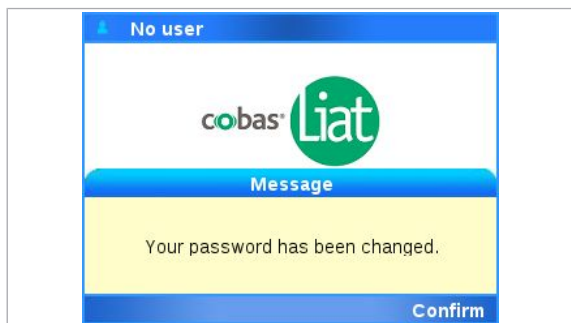 No user
cobas® Liat
Message
Your password has been changed.
Confirm